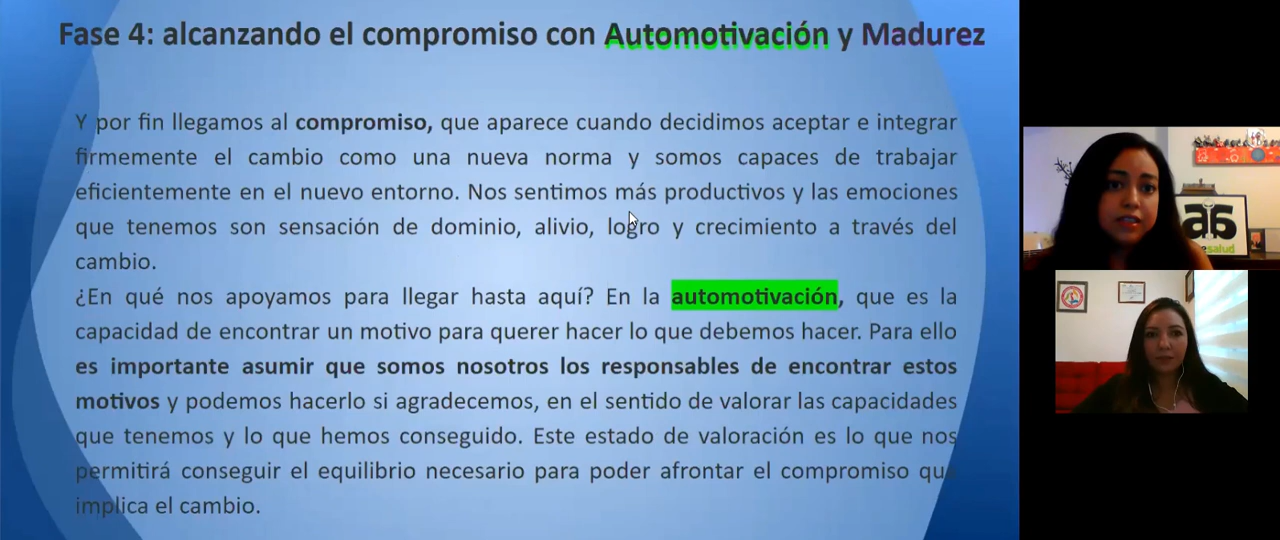 Fase 4: alcanzando el compromiso con Automotivación y Madurez
Y por fin llegamos al compromiso, que aparece cuando decidimos aceptar e integrar
firmemente el cambio como una nueva norma y somos capaces de trabajar
eficientemente en el nuevo entorno. Nos sentimos más productivos y las emociones
que tenemos son sensación de dominio, alivio, logro y crecimiento a través del
cambio.
¿En qué nos apoyamos para llegar hasta aquí? En la automotivación, que es la
capacidad de encontrar un motivo para querer hacer lo que debemos hacer. Para ello
es importante asumir que somos nosotros los responsables de encontrar estos
motivos y podemos hacerlo si agradecemos, en el sentido de valorar las capacidades
que tenemos y lo que hemos conseguido. Este estado de valoración es lo que nos
permitirá conseguir el equilibrio necesario para poder afrontar el compromiso que
implica el cambio.